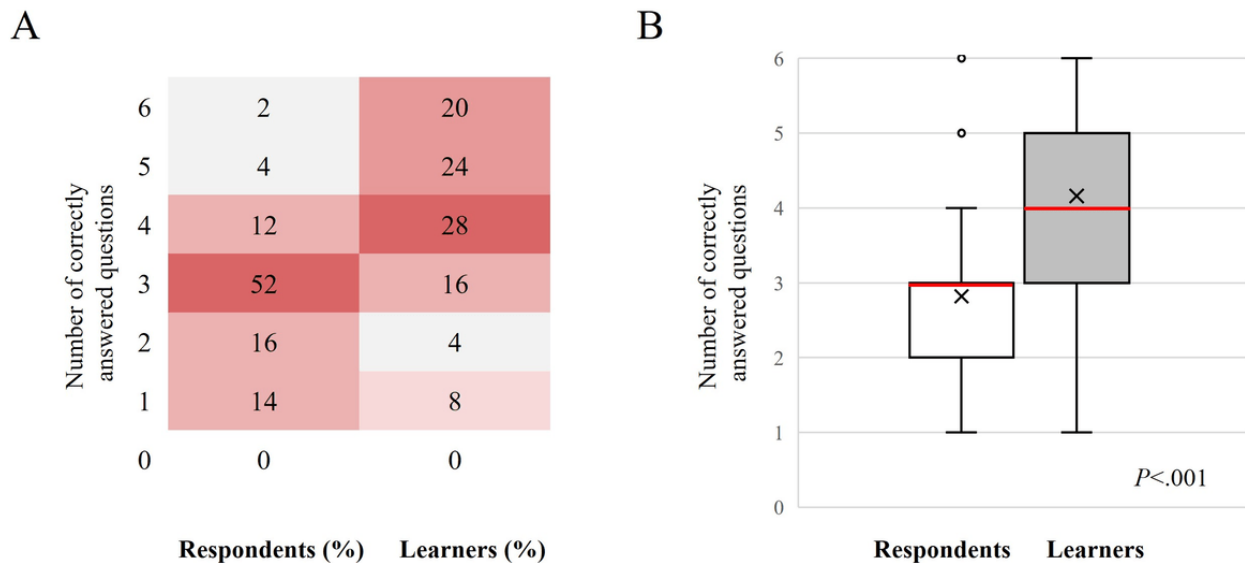 A
Number of correctly
answered questions
6 2 20
5 4 24
4 12 28
3 52 16
2 16 4
1 14 8
0 0 0
Respondents (%) Learners (%)
B
Number of correctly
answered questions
6
5
4
3
2
1
0
P<.001
Respondents Learners